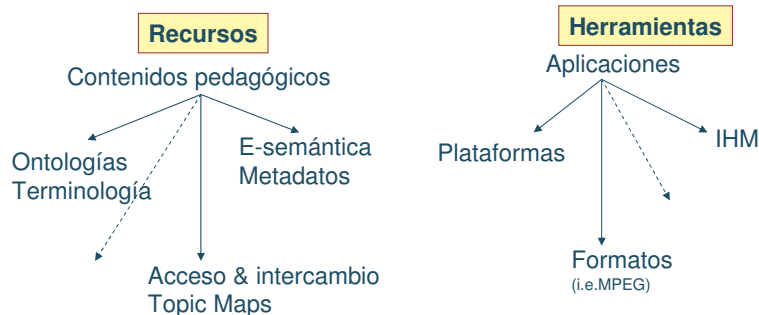 Recursos
Contenidos pedagógicos
Ontologías
Terminología
E-semántica
Metadatos
Acceso & intercambio
Topic Maps
Herramientas
Aplicaciones
Plataformas
IHM
Formatos
(i.e.MPEG)